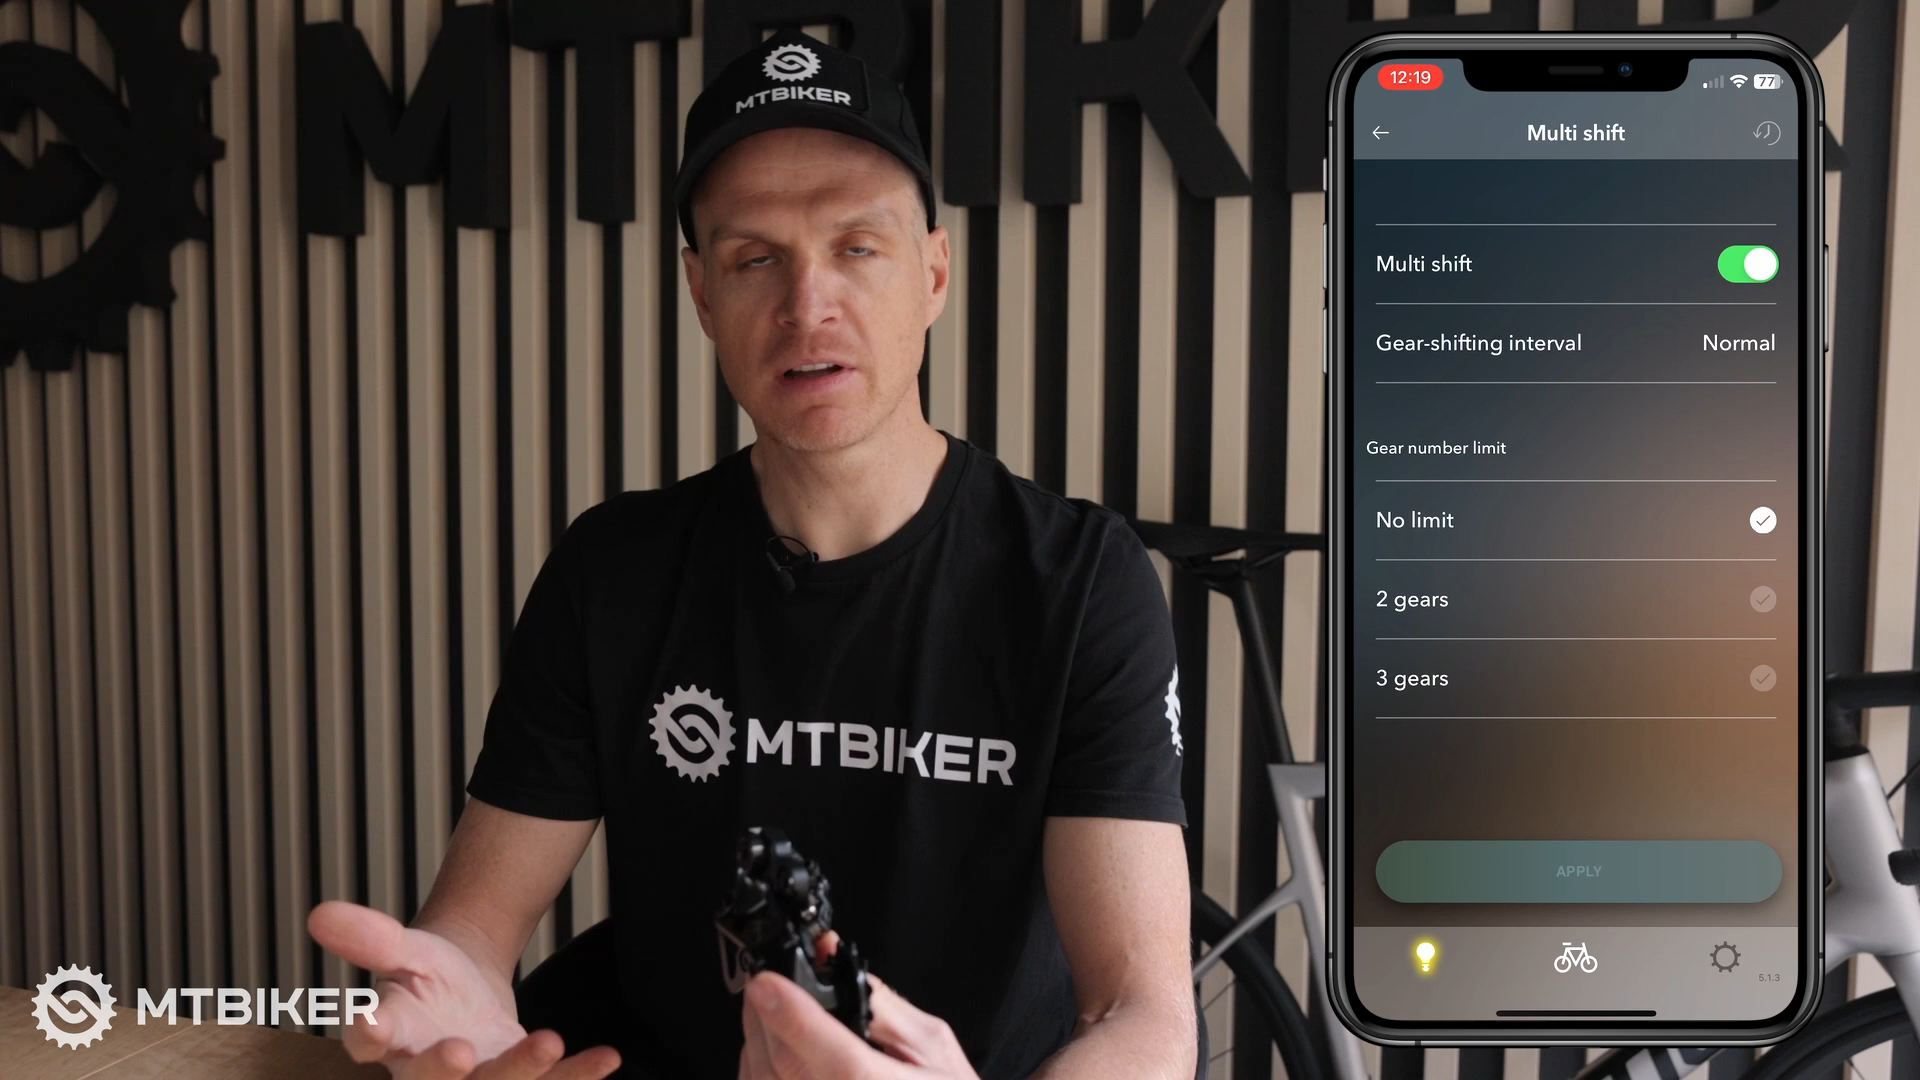 MTBIKER
MTBIKER
MTBIKER
MTBIKER
12:19
77
Multi shift
Multi shift
Gear-shifting interval Normal
Gear number limit
No limit
2 gears
3 gears
APPLY
5.1.3